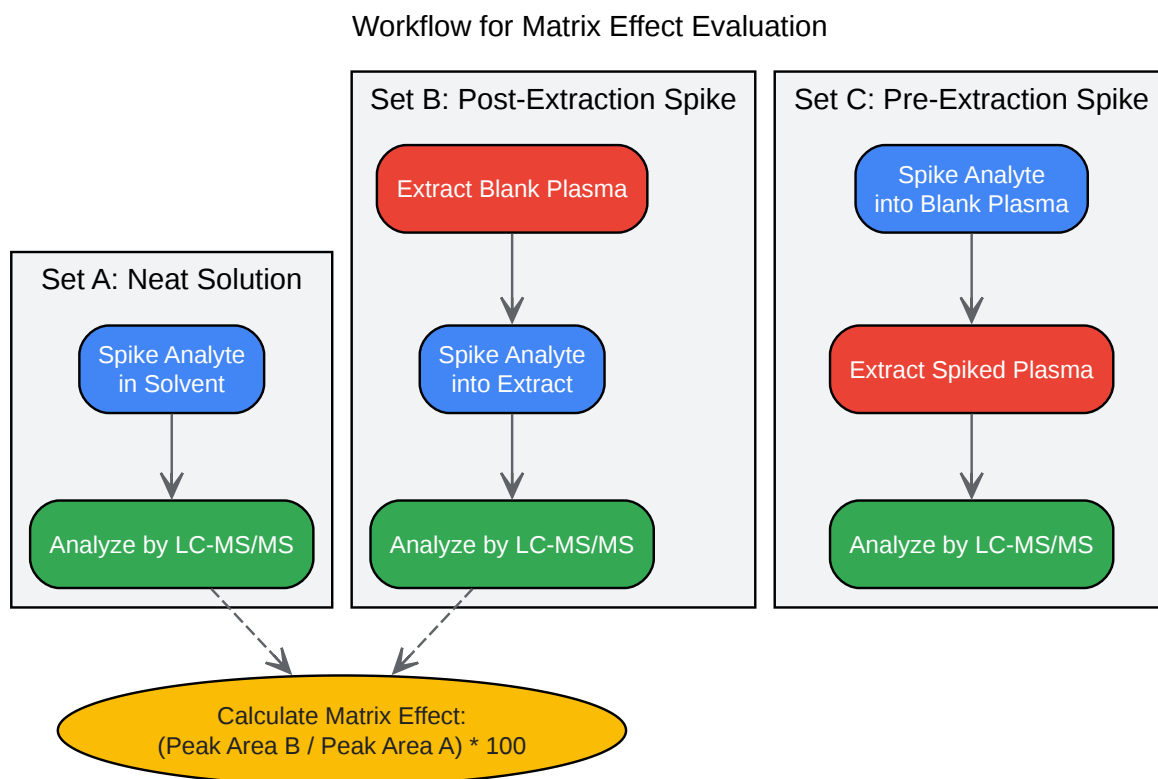 Workflow for Matrix Effect Evaluation
Set A: Neat Solution
Spike Analyte
in Solvent
Analyze by LC-MS/MS
Set B: Post-Extraction Spike
Extract Blank Plasma
Spike Analyte
into Extract
Analyze by LC-MS/MS
Set C: Pre-Extraction Spike
Spike Analyte
into Blank Plasma
Extract Spiked Plasma
Analyze by LC-MS/MS
Calculate Matrix Effect:
(Peak Area B / Peak Area A) * 100